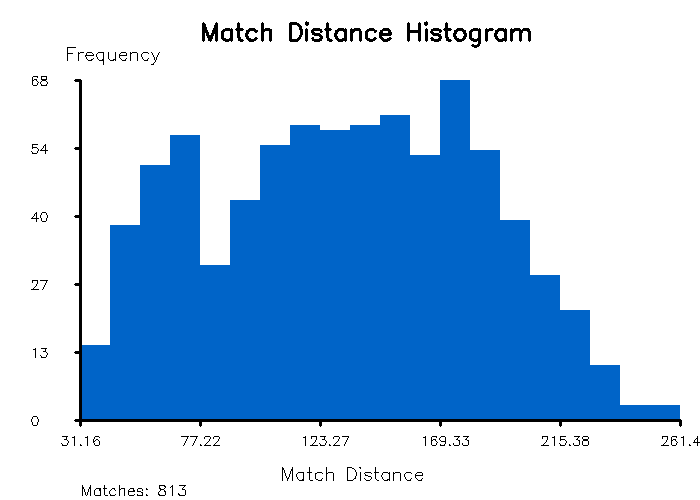 Match Distance Histogram
Frequency
68
54
40
27
13
0
31.16 77.22 123.27 169.33 215.38 261.4
Match Distance
Matches: 813